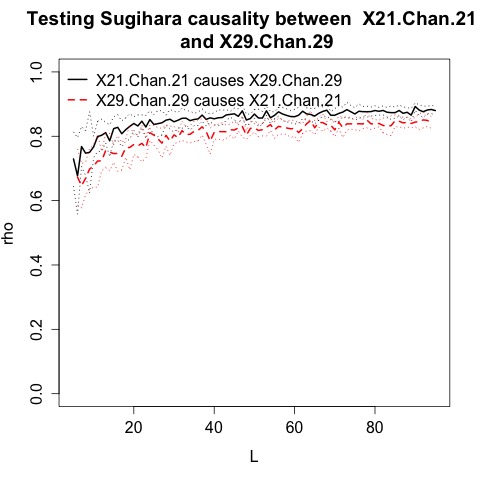 Testing Sugihara causality between  X21.Chan.21
and X29.Chan.29
X21.Chan.21 causes X29.Chan.29
X29.Chan.29 causes X21.Chan.21
1.0
0.8
0.6
0.4
0.2
0.0
rho
20 40 60 80
L